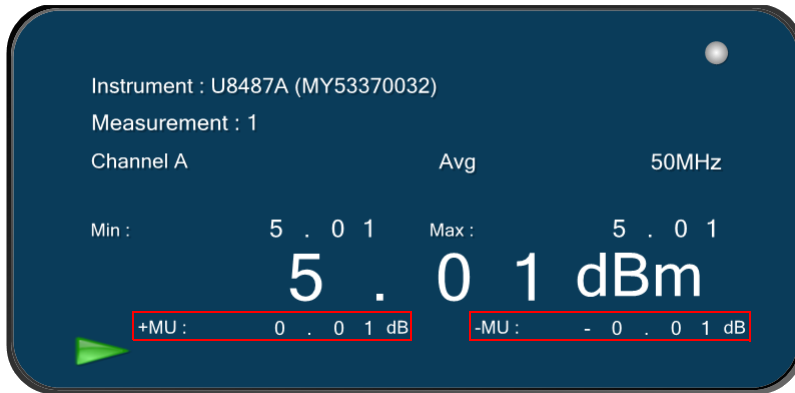 Instrument : U8487A (MY53370032)
Measurement : 1
Channel A Avg 50MHz
Min : 5 . 0 1 Max : 5 . 0 1
5 . 0 1 dBm
+MU : 0 . 0 1 dB -MU : - 0 . 0 1 dB